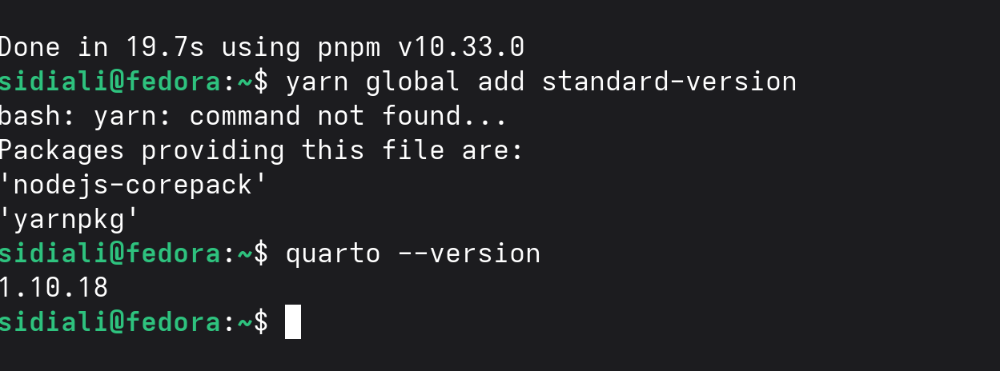 Done in 19.7s using pnpm v10.33.0
sidiali@fedora:~$ yarn global add standard-version
bash: yarn: command not found...
Packages providing this file are:
'nodejs-corepack'
'yarnpkg'
sidiali@fedora:~$ quarto --version
1.10.18
sidiali@fedora:~$